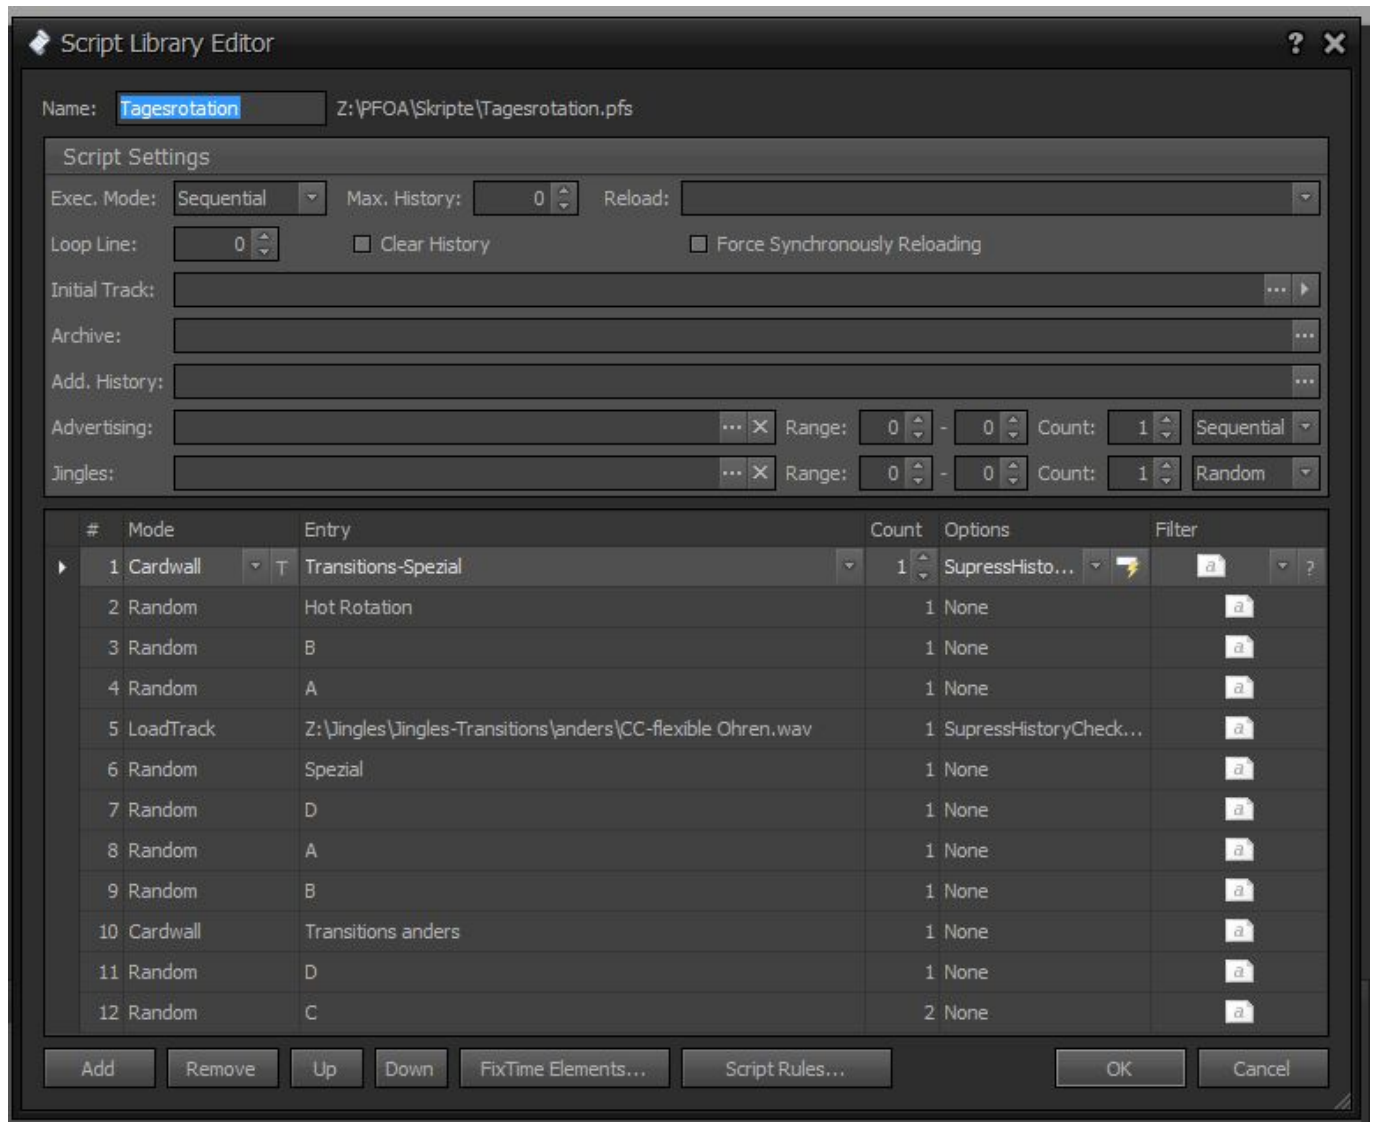 Script Library Editor ?
Name: Tagesrotation Z:\PFOA\Skripte\Tagesrotation.pfs
Script Settings
Exec. Mode: Sequential Max. History: 0 Reload:
Loop Line: 0 Clear History Force Synchronously Reloading
Initial Track: ...
Archive: ...
Add. History: ...
Advertising: ... Range: 0 - 0 Count: 1 Sequential
Jingles: ... Range: 0 - 0 Count: 1 Random
# Mode Entry Count Options Filter
1 Cardwall T Transitions-Spezial 1 SupressHisto... a ?
2 Random Hot Rotation 1 None a
3 Random B 1 None a
4 Random A 1 None a
5 LoadTrack Z:\Jingles\Jingles-Transitions\anders\CC-flexible Ohren.wav 1 SupressHistoryCheck... a
6 Random Spezial 1 None a
7 Random D 1 None a
8 Random A 1 None a
9 Random B 1 None a
10 Cardwall Transitions anders 1 None a
11 Random D 1 None a
12 Random C 2 None a
Add Remove Up Down FixTime Elements... Script Rules... OK Cancel